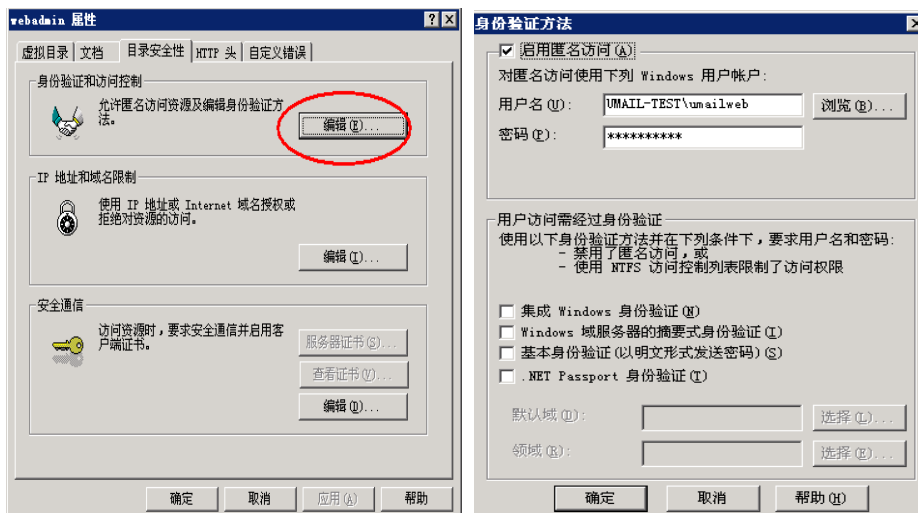 webadmin 属性
虚拟目录
文档
目录安全性
HTTP 头
自定义错误
身份验证和访问控制
允许匿名访问资源及编辑身份验证方
法。
编辑(E)...
IP 地址和域名限制
使用 IP 地址或 Internet 域名授权或
拒绝对资源的访问。
编辑(I)...
安全通信
访问资源时，要求安全通信并启用客
户端证书。
服务器证书(S)...
查看证书(V)...
编辑(D)...
确定
取消
应用(A)
帮助
身份验证方法
启用匿名访问(A)
对匿名访问使用下列 Windows 用户帐户:
用户名(U):
UMAIL-TEST\umailweb
浏览(B)...
密码(P):
**********
用户访问需经过身份验证
使用以下身份验证方法并在下列条件下，要求用户名和密码:
- 禁用了匿名访问，或
- 使用 NTFS 访问控制列表限制了访问权限
集成 Windows 身份验证(N)
Windows 域服务器的摘要式身份验证(I)
基本身份验证(以明文形式发送密码)(S)
.NET Passport 身份验证(T)
默认域(D):
选择(L)...
领域(R):
选择(E)...
确定
取消
帮助(H)